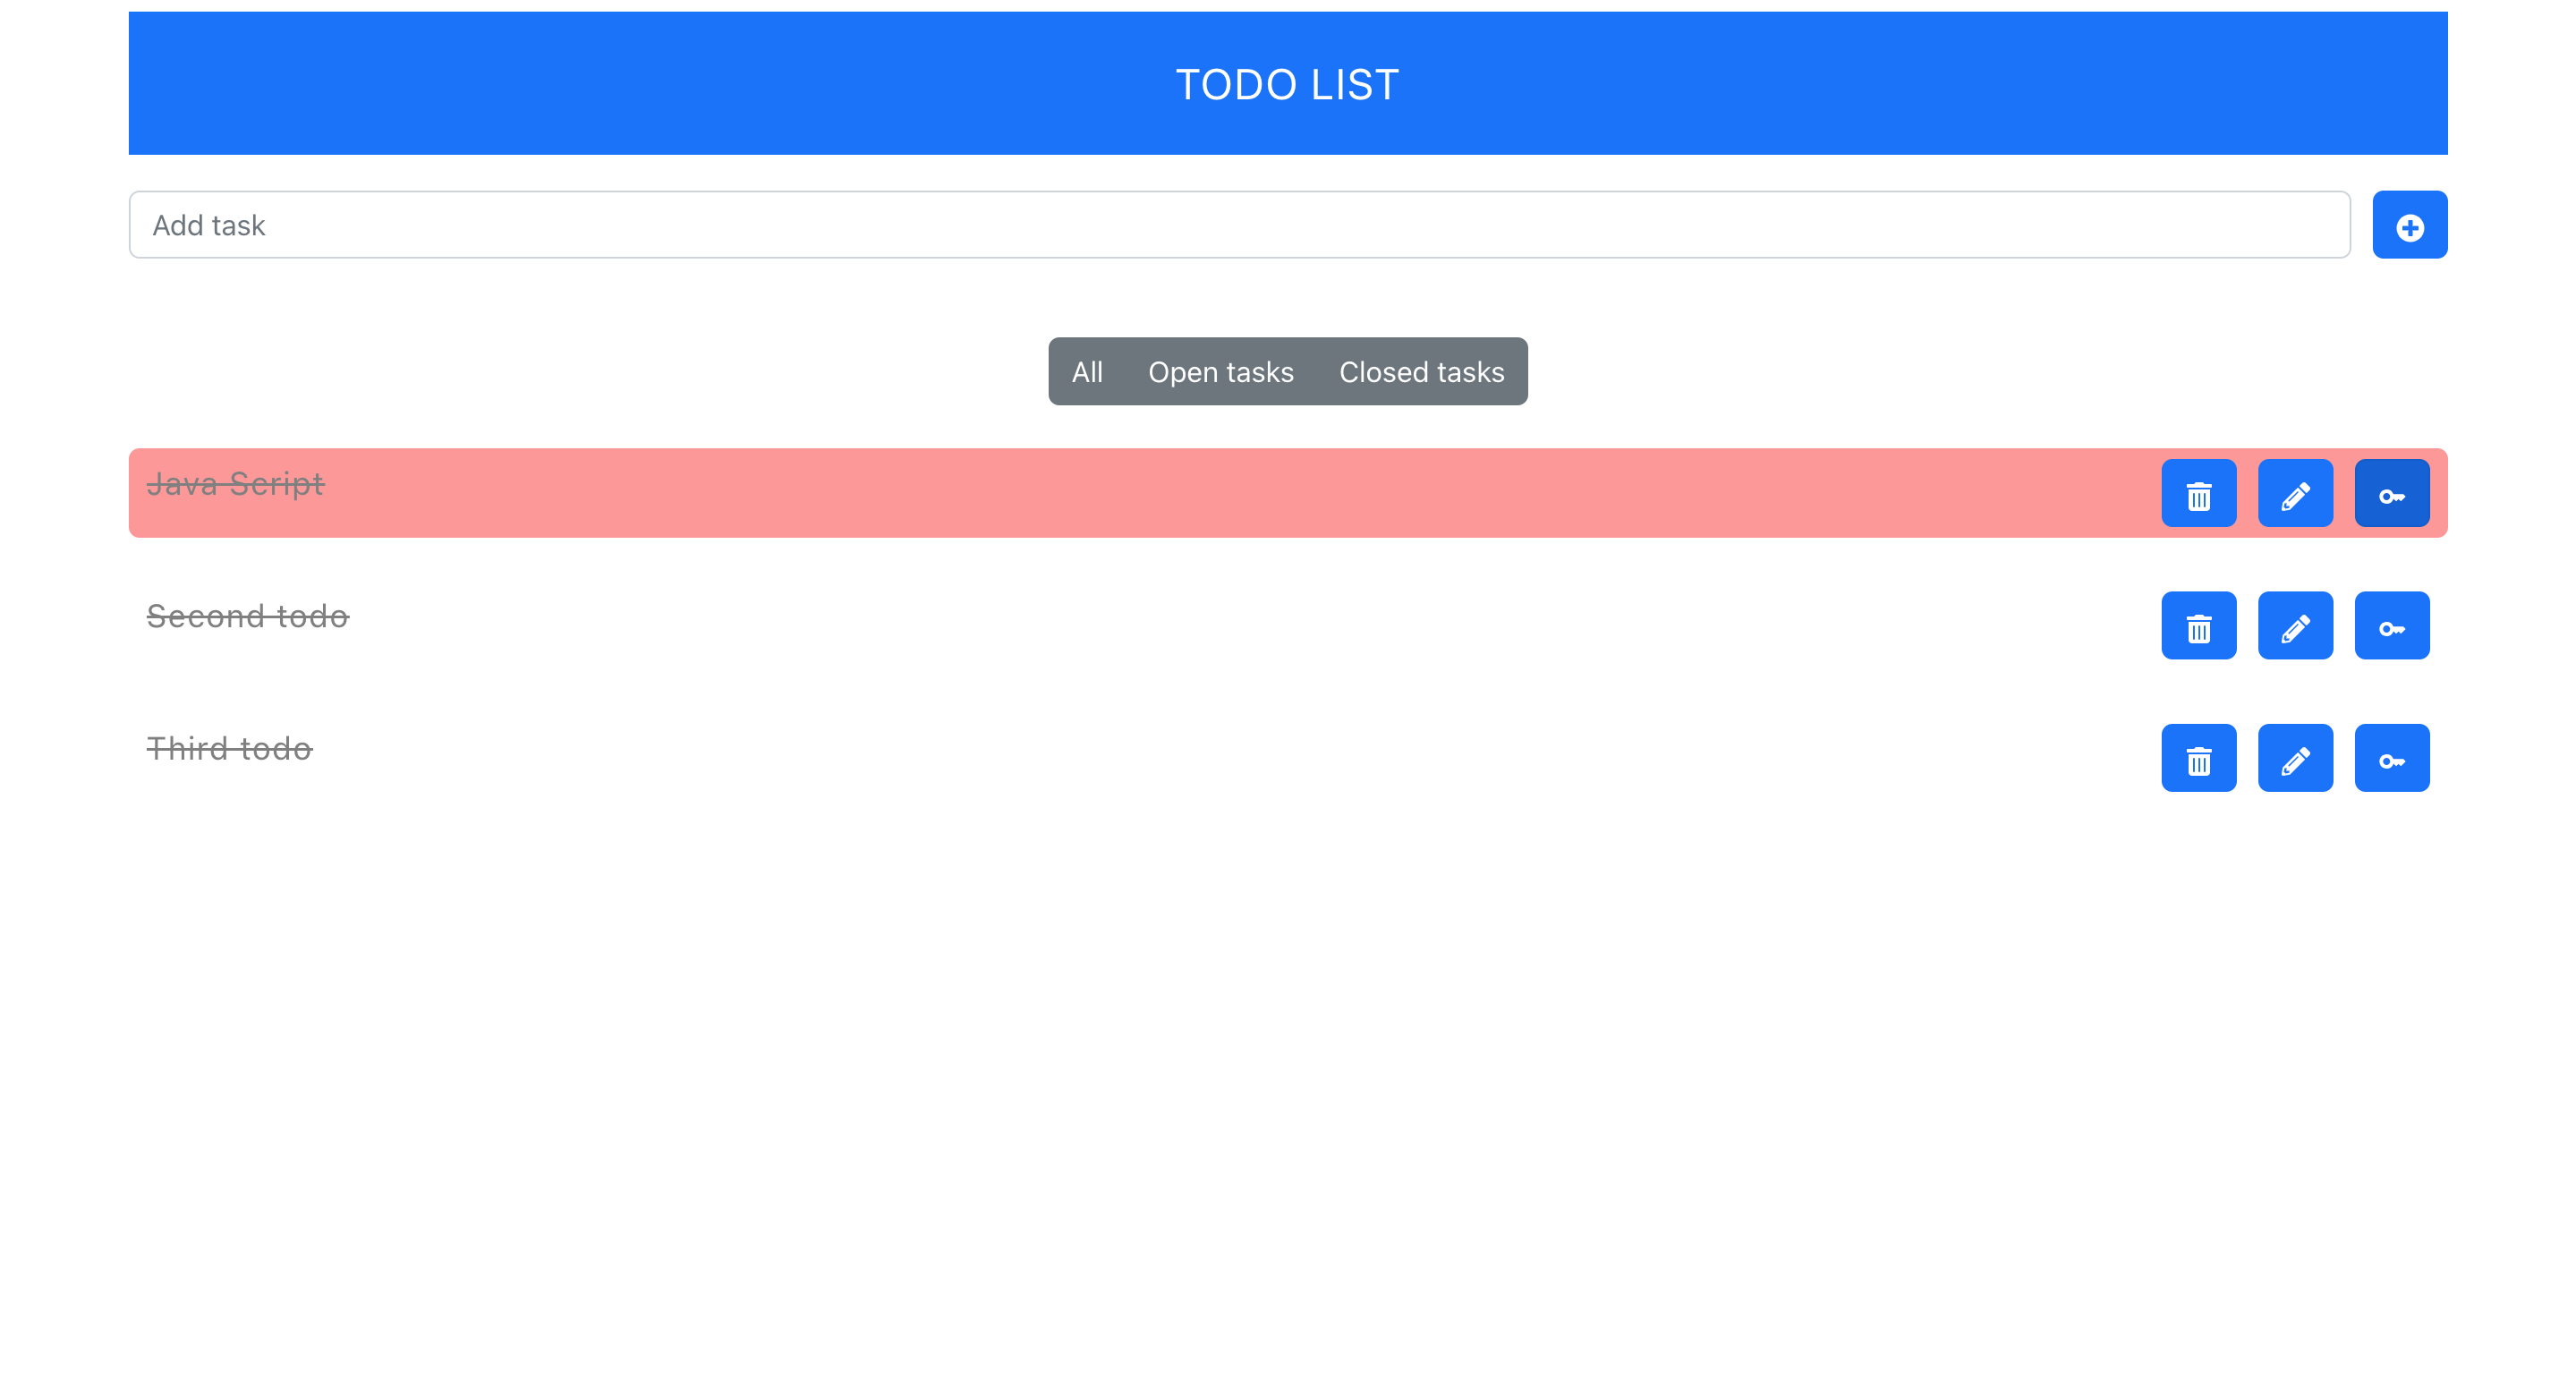 TODO LIST
Add task
All Open tasks Closed tasks
Java Script
Second todo
Third todo